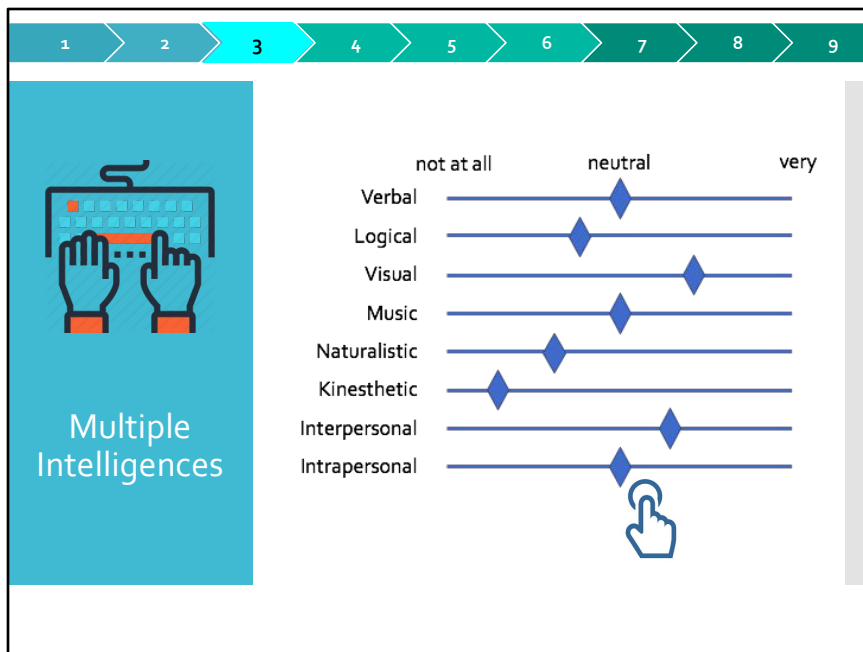 1 2 3 4 5 6 7 8 9
not at all neutral very
Verbal
Logical
Visual
Music
Naturalistic
Kinesthetic
Interpersonal
Intrapersonal
Multiple
Intelligences